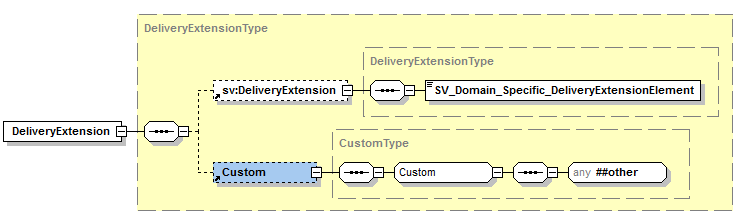 DeliveryExtensionType
DeliveryExtensionType
sv:DeliveryExtension
SV_Domain_Specific_DeliveryExtensionElement
DeliveryExtension
CustomType
Custom
Custom
any ##other